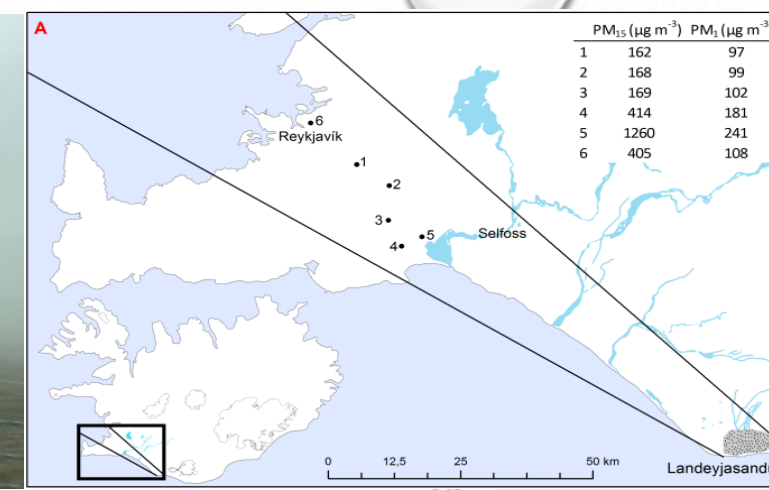 A
PM₁₅ (µg m⁻³) PM₁ (µg m⁻³
1 162 97
2 168 99
3 169 102
4 414 181
5 1260 241
6 405 108
6
Reykjavík
1
2
3
5
Selfoss
4
0 12,5 25 50 km
Landeyjasandu